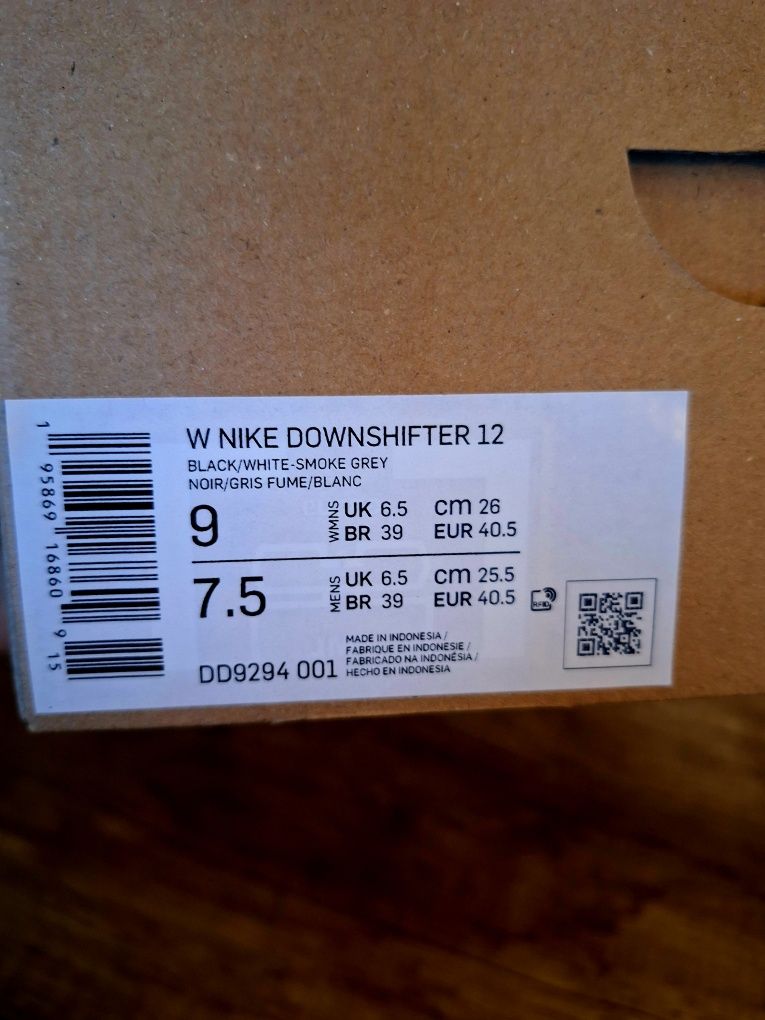 W NIKE DOWNSHIFTER 12
BLACK/WHITE-SMOKE GREY
NOIR/GRIS FUME/BLANC
9 WMNS UK 6.5 cm 26
BR 39 EUR 40.5
7.5 MENS UK 6.5 cm 25.5
BR 39 EUR 40.5
RFID
DD9294 001
MADE IN INDONESIA /
FABRIQUE EN INDONESIE /
FABRICADO NA INDONÉSIA /
HECHO EN INDONESIA
1 95869 16860 9 15